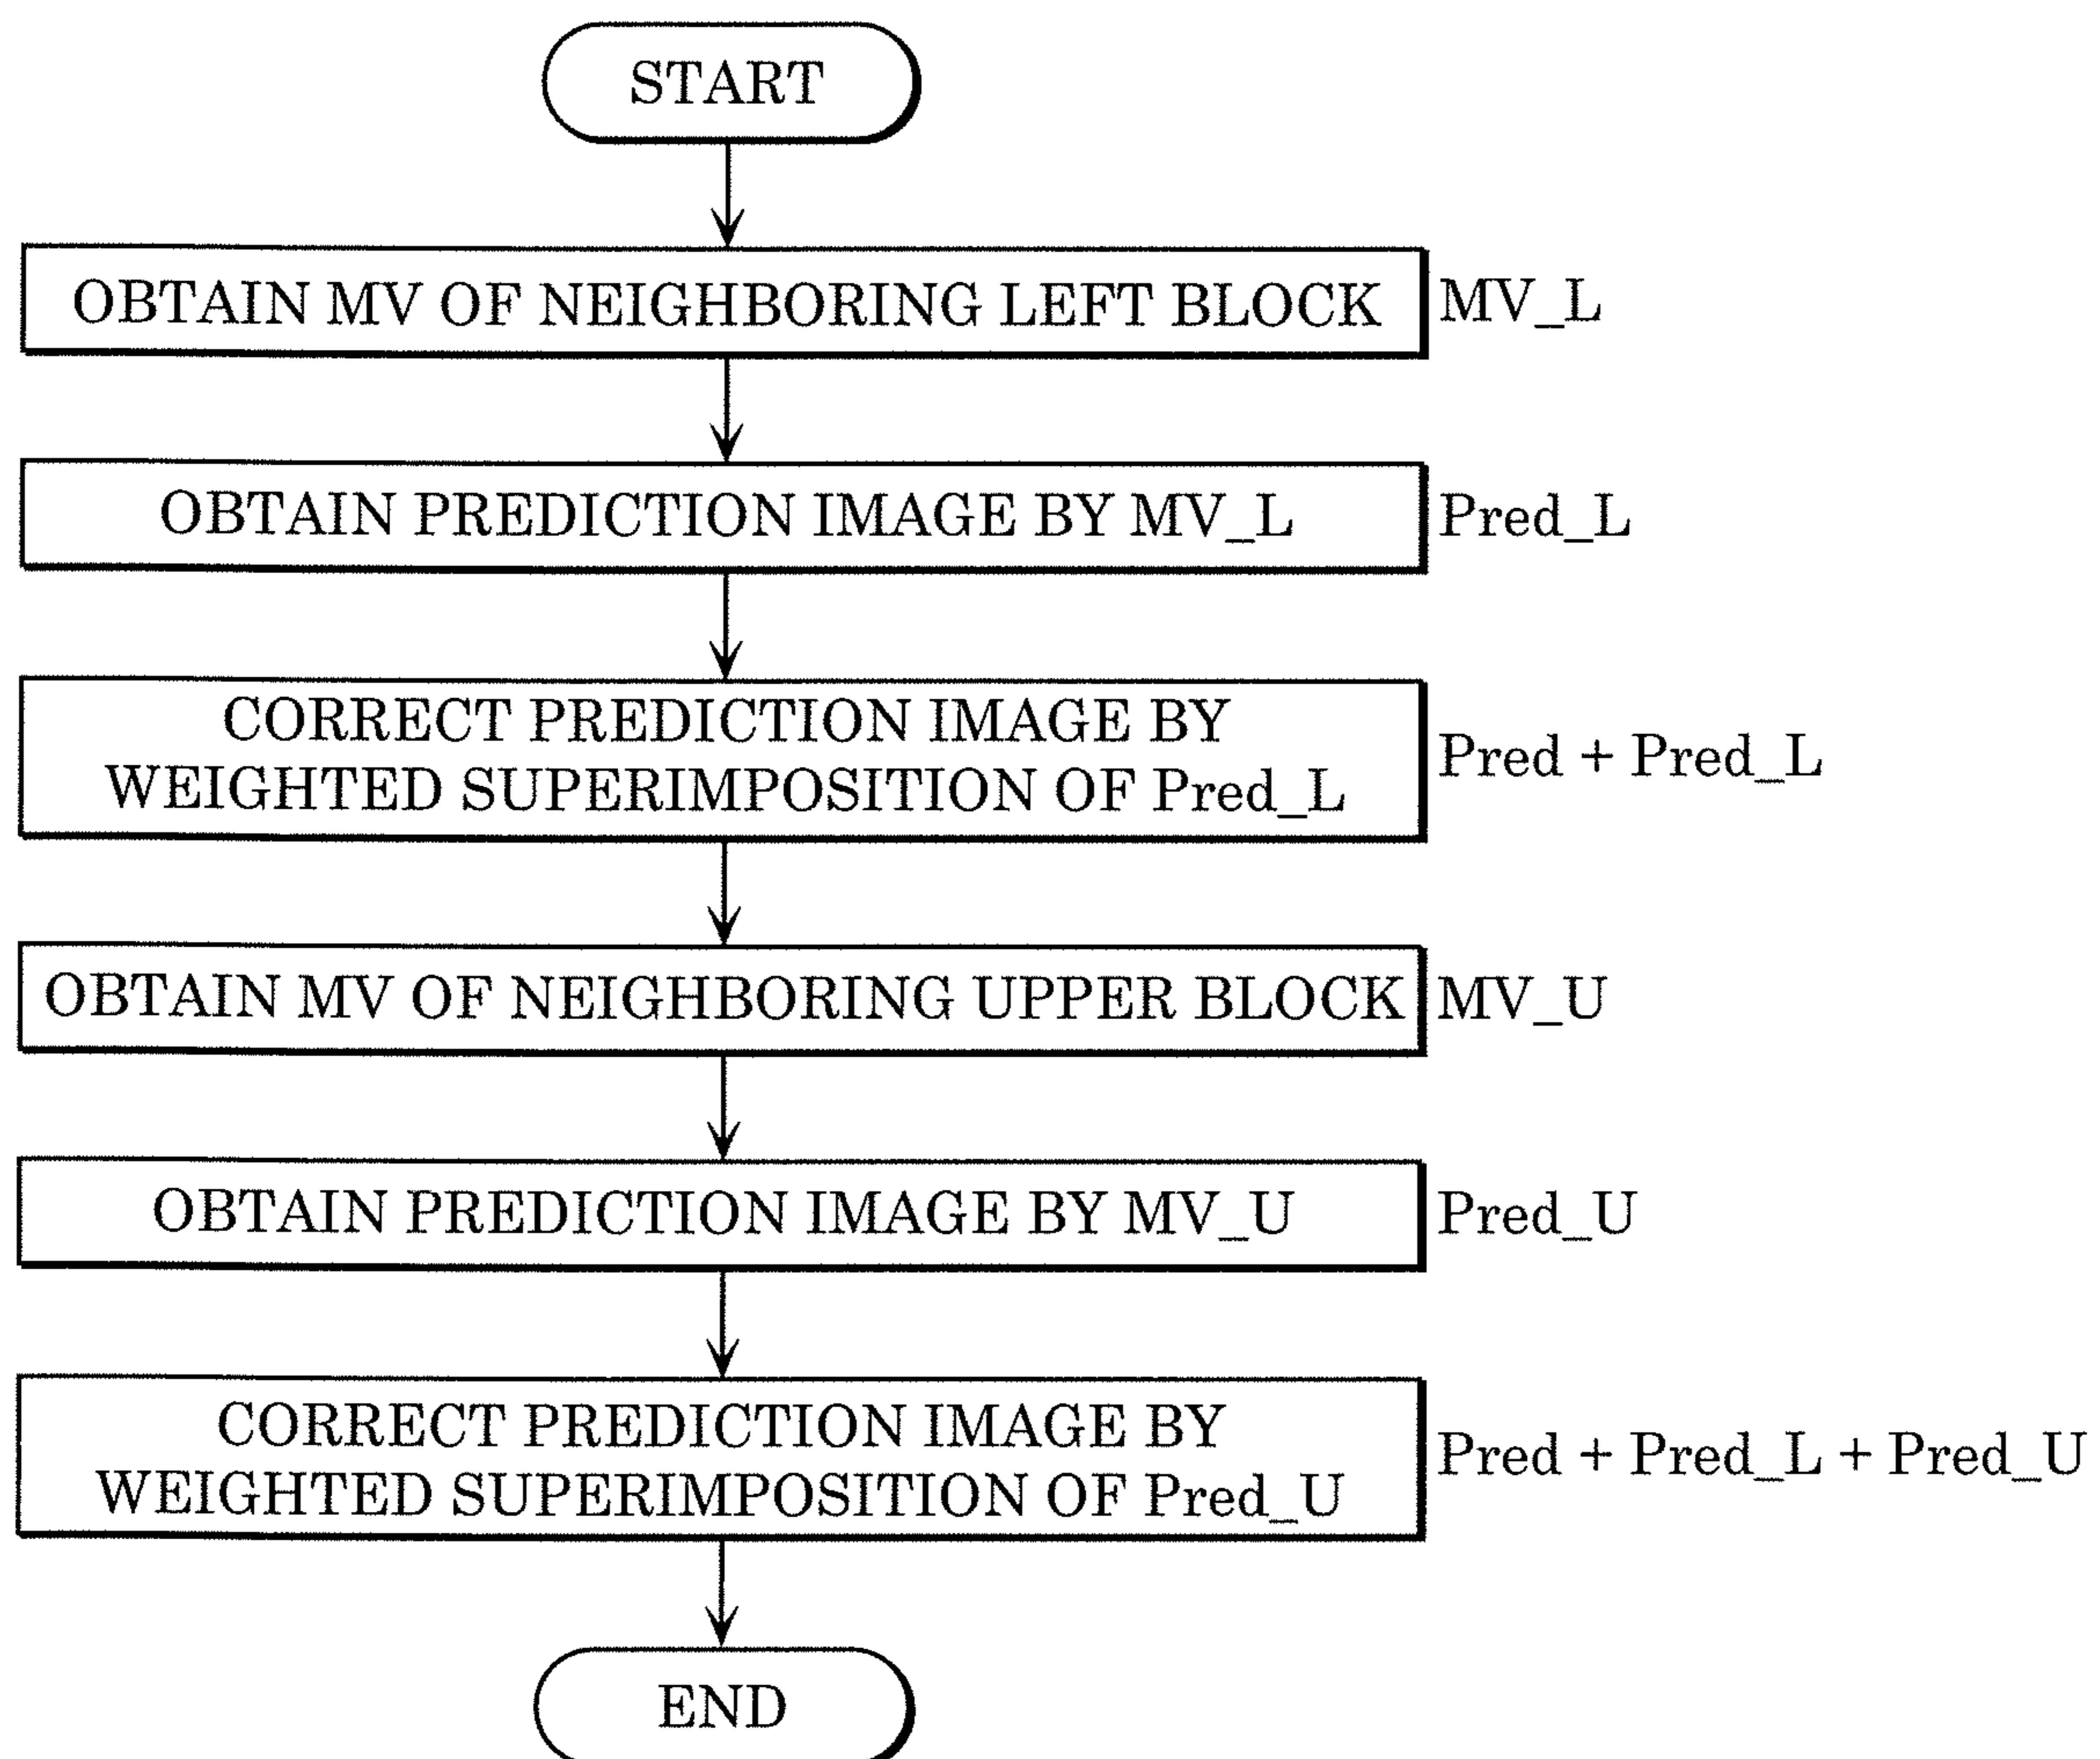 START
OBTAIN MV OF NEIGHBORING LEFT BLOCK
MV_L
OBTAIN PREDICTION IMAGE BY MV_L
Pred_L
CORRECT PREDICTION IMAGE BY
WEIGHTED SUPERIMPOSITION OF Pred_L
Pred + Pred_L
OBTAIN MV OF NEIGHBORING UPPER BLOCK
MV_U
OBTAIN PREDICTION IMAGE BY MV_U
Pred_U
CORRECT PREDICTION IMAGE BY
WEIGHTED SUPERIMPOSITION OF Pred_U
Pred + Pred_L + Pred_U
END